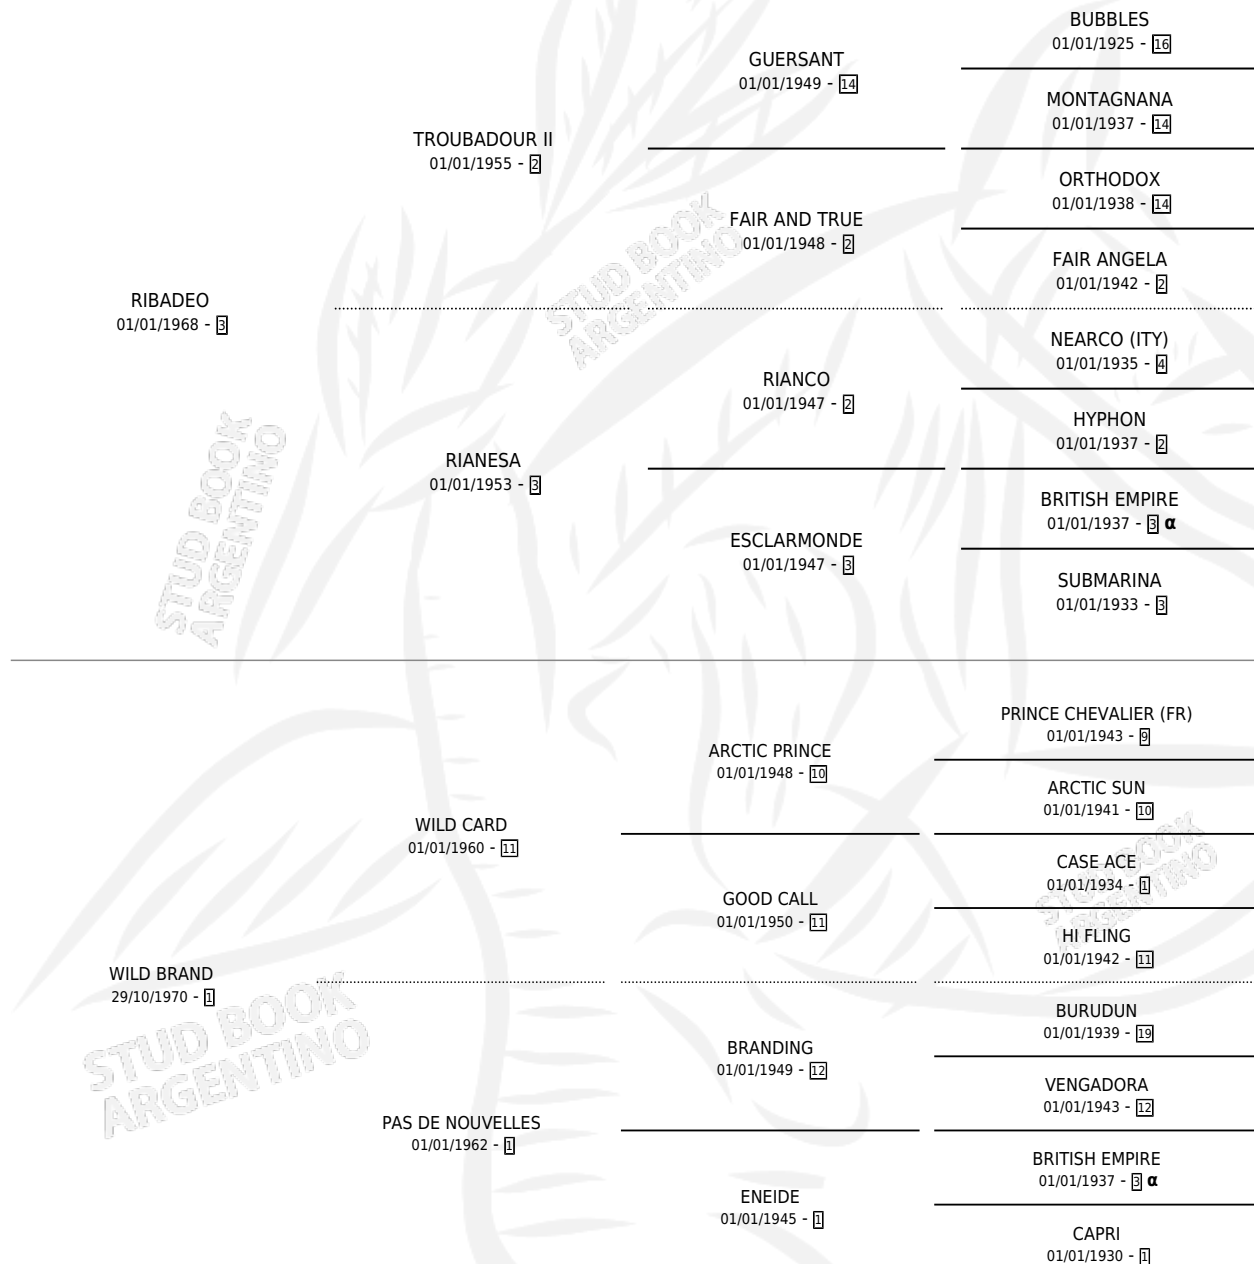 BUBBLES
01/01/1925 - 16
GUERSANT
01/01/1949 - 14
MONTAGNANA
01/01/1937 - 14
TROUBADOUR II
01/01/1955 - 2
ORTHODOX
01/01/1938 - 14
FAIR AND TRUE
01/01/1948 - 2
FAIR ANGELA
01/01/1942 - 2
RIBADEO
01/01/1968 - 3
NEARCO (ITY)
01/01/1935 - 4
RIANCO
01/01/1947 - 2
HYPHON
01/01/1937 - 2
RIANESA
01/01/1953 - 3
BRITISH EMPIRE
01/01/1937 - 3 α
ESCLARMONDE
01/01/1947 - 3
SUBMARINA
01/01/1933 - 3
STUD BOOK
ARGENTINO
STUD BOOK
ARGENTINO
PRINCE CHEVALIER (FR)
01/01/1943 - 9
ARCTIC PRINCE
01/01/1948 - 10
ARCTIC SUN
01/01/1941 - 10
WILD CARD
01/01/1960 - 11
CASE ACE
01/01/1934 - 1
GOOD CALL
01/01/1950 - 11
HI FLING
01/01/1942 - 11
WILD BRAND
29/10/1970 - 1
BURUDUN
01/01/1939 - 19
BRANDING
01/01/1949 - 12
VENGADORA
01/01/1943 - 12
PAS DE NOUVELLES
01/01/1962 - 1
BRITISH EMPIRE
01/01/1937 - 3 α
ENEIDE
01/01/1945 - 1
CAPRI
01/01/1930 - 1
STUD BOOK
ARGENTINO
STUD BOOK
ARGENTINO